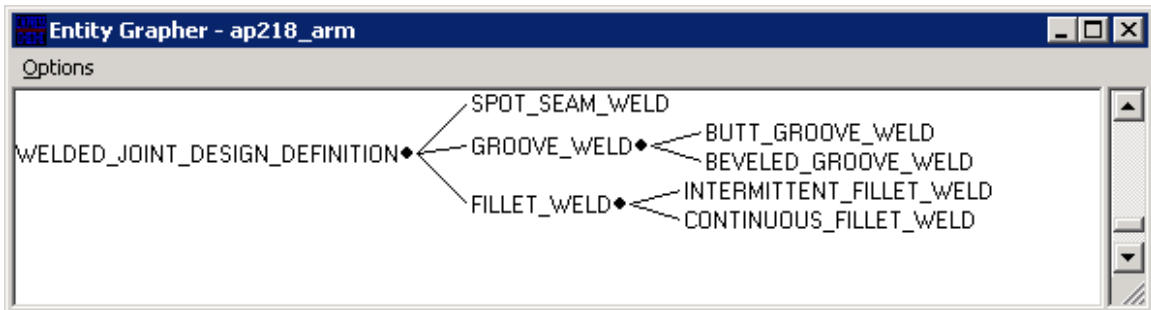 Entity Grapher - ap218_arm
Options
SPOT_SEAM_WELD
BUTT_GROOVE_WELD
WELDED_JOINT_DESIGN_DEFINITION GROOVE_WELD
BEVELED_GROOVE_WELD
INTERMITTENT_FILLET_WELD
FILLET_WELD
CONTINUOUS_FILLET_WELD